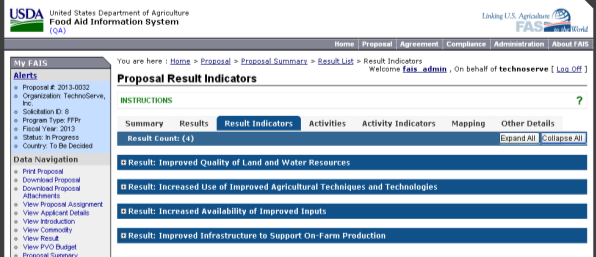 USDA United States Department of Agriculture
Food Aid Information System
(QA)
Linking U.S. Agriculture
FAS to the World
Home Proposal Agreement Compliance Administration About FAIS
My FAIS
Alerts
Proposal #: 2013-0032
Organization: TechnoServe,
Inc.
Solicitation ID: 8
Program Type: FFPr
Fiscal Year: 2013
Status: In Progress
Country: To Be Decided
Data Navigation
Print Proposal
Download Proposal
Download Proposal
Attachments
View Proposal Assignment
View Applicant Details
View Introduction
View Commodity
View Result
View PVO Budget
Proposal Summary
You are here : Home > Proposal > Proposal Summary > Result List > Result Indicators
Welcome fais_admin , On behalf of technoserve [ Log Off ]
Proposal Result Indicators
INSTRUCTIONS ?
Summary Results Result Indicators Activities Activity Indicators Mapping Other Details
Result Count: (4) Expand All Collapse All
Result: Improved Quality of Land and Water Resources
Result: Increased Use of Improved Agricultural Techniques and Technologies
Result: Increased Availability of Improved Inputs
Result: Improved Infrastructure to Support On-Farm Production